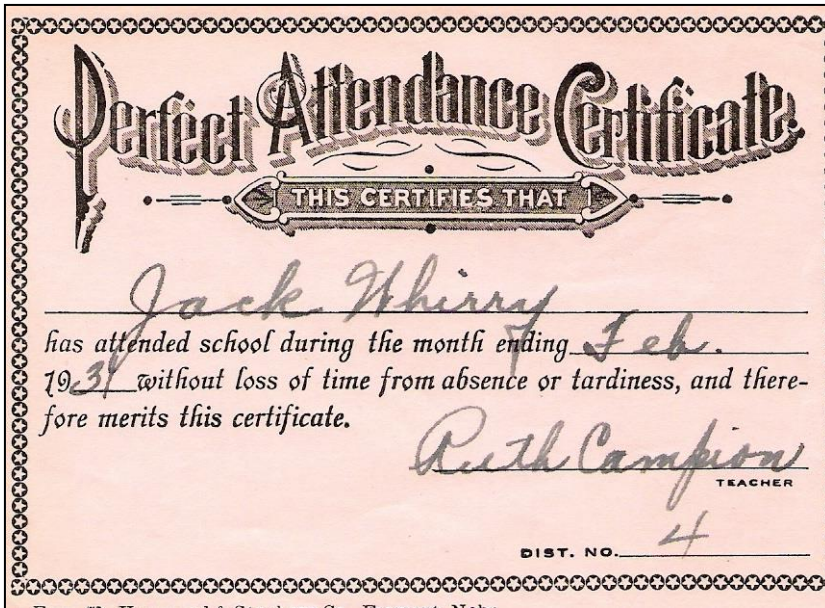 Perfect Attendance Certificate.
THIS CERTIFIES THAT
Jack Whirry
has attended school during the month ending Feb.
1931 without loss of time from absence or tardiness, and there-
fore merits this certificate.
Ruth Campion
TEACHER
DIST. NO. 4